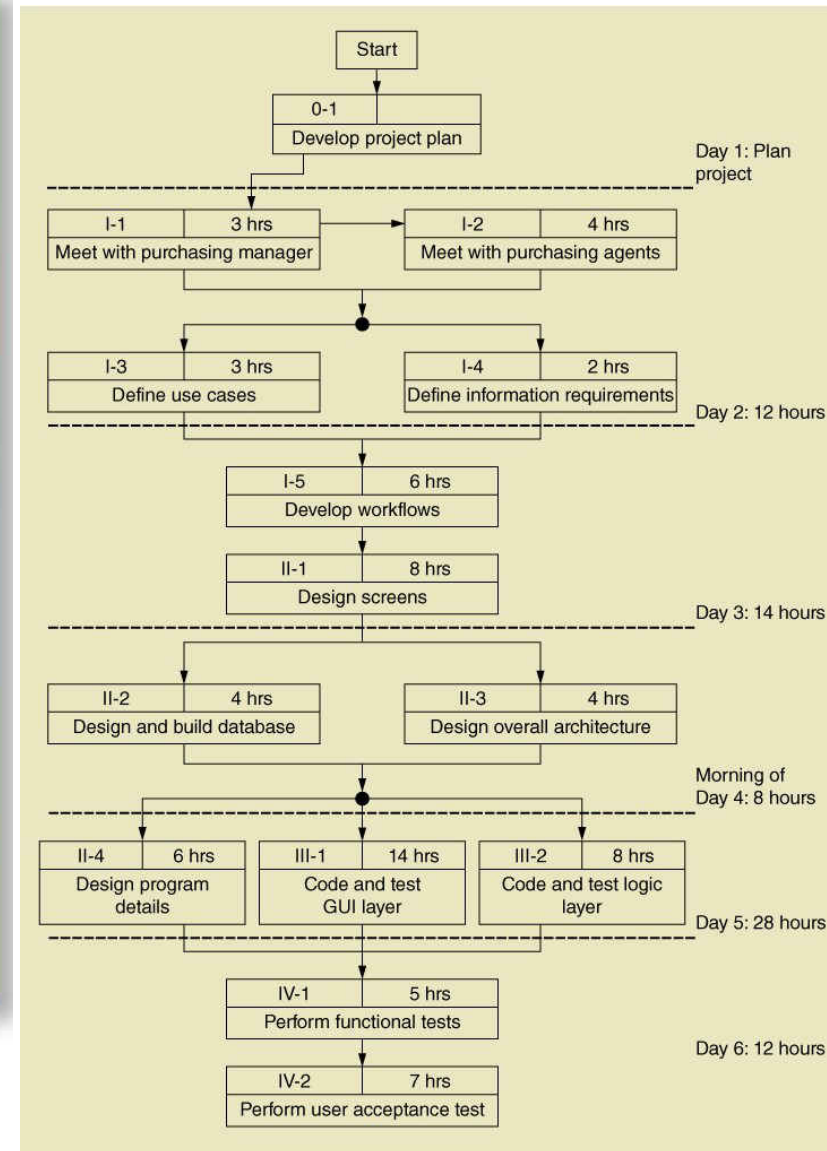 Start
0-1
Develop project plan
Day 1: Plan
project
I-1 3 hrs
Meet with purchasing manager
I-2 4 hrs
Meet with purchasing agents
I-3 3 hrs
Define use cases
I-4 2 hrs
Define information requirements
Day 2: 12 hours
I-5 6 hrs
Develop workflows
II-1 8 hrs
Design screens
Day 3: 14 hours
II-2 4 hrs
Design and build database
II-3 4 hrs
Design overall architecture
Morning of
Day 4: 8 hours
II-4 6 hrs
Design program
details
III-1 14 hrs
Code and test
GUI layer
III-2 8 hrs
Code and test logic
layer
Day 5: 28 hours
IV-1 5 hrs
Perform functional tests
Day 6: 12 hours
IV-2 7 hrs
Perform user acceptance test